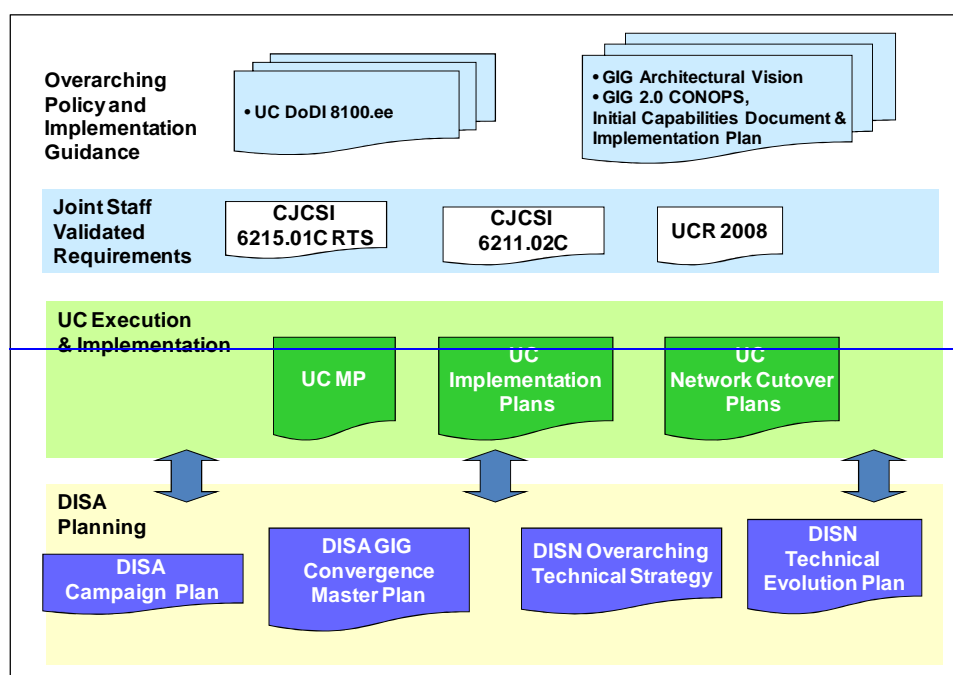 Overarching
Policy and
Implementation
Guidance
• UC DoDI 8100.ee
• GIG Architectural Vision
• GIG 2.0 CONOPS,
Initial Capabilities Document &
Implementation Plan
Joint Staff
Validated
Requirements
CJCSI
6215.01C RTS
CJCSI
6211.02C
UCR 2008
UC Execution
& Implementation
UC MP
UC
Implementation
Plans
UC
Network Cutover
Plans
DISA
Planning
DISA
Campaign Plan
DISA GIG
Convergence
Master Plan
DISN Overarching
Technical Strategy
DISN
Technical
Evolution Plan